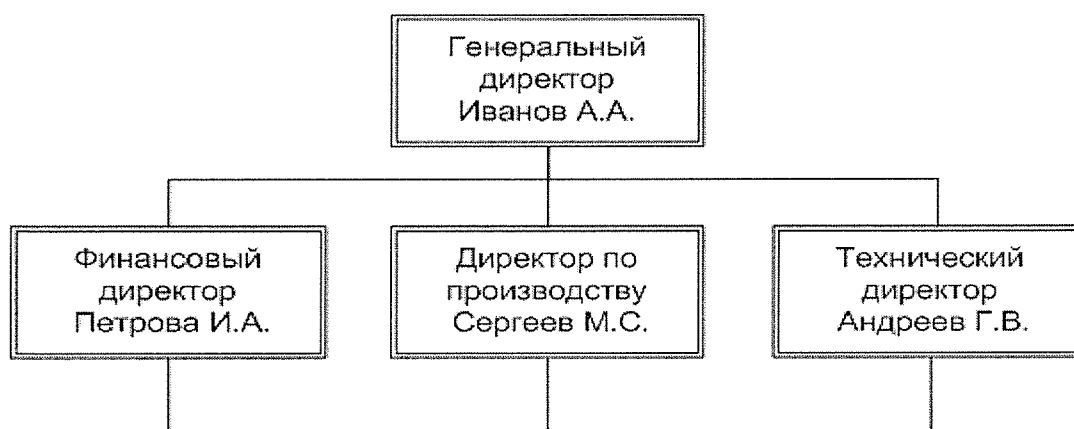 Генеральный
директор
Иванов А.А.
Финансовый
директор
Петрова И.А.
Директор по
производству
Сергеев М.С.
Технический
директор
Андреев Г.В.